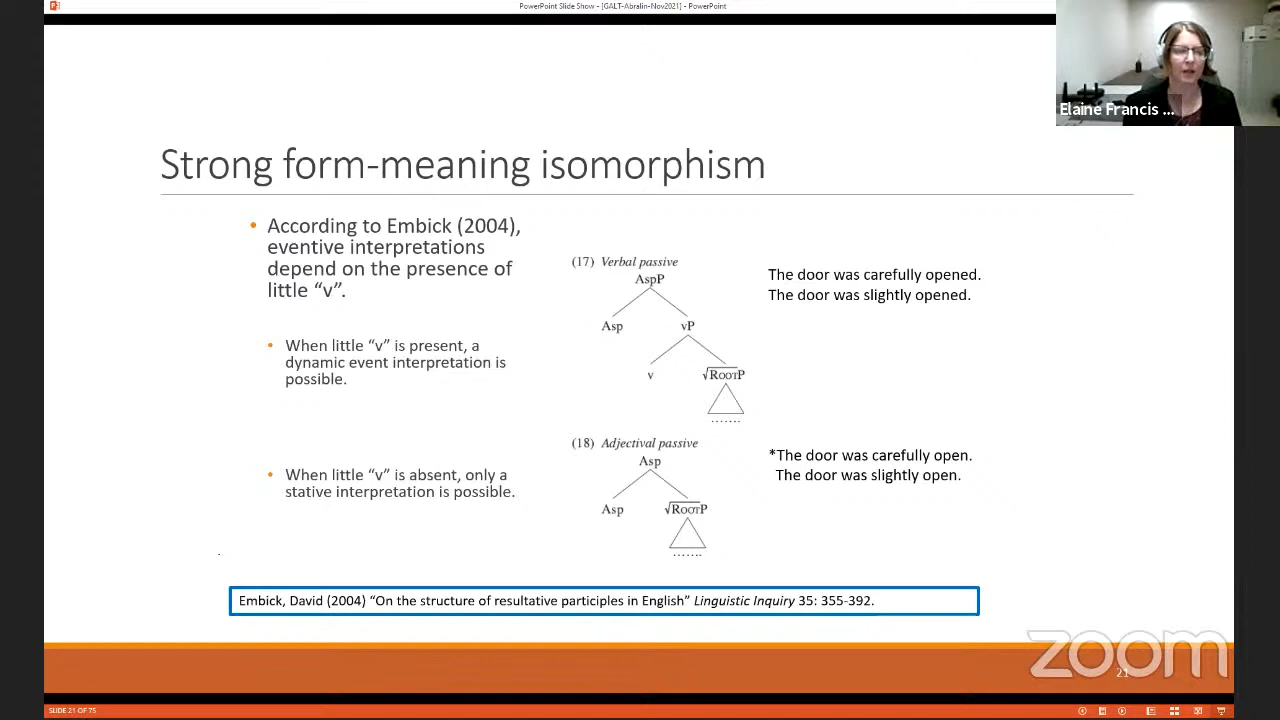 PowerPoint Slide Show - [GALT-Abralin-Nov2021] - PowerPoint
Elaine Francis ...
Strong form-meaning isomorphism
• According to Embick (2004),
eventive interpretations
depend on the presence of
little “v”.
• When little “v” is present, a
dynamic event interpretation is
possible.
• When little “v” is absent, only a
stative interpretation is possible.
(17) Verbal passive
AspP
Asp vP
v √ROOTP
.......
The door was carefully opened.
The door was slightly opened.
(18) Adjectival passive
Asp
Asp √ROOTP
.......
*The door was carefully open.
The door was slightly open.
Embick, David (2004) “On the structure of resultative participles in English” Linguistic Inquiry 35: 355-392.
zoom
21
SLIDE 21 OF 75